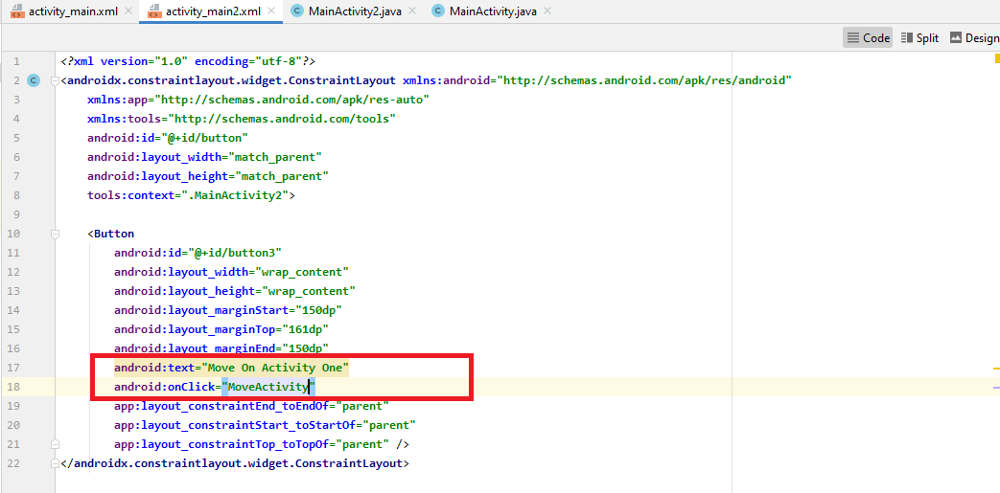 activity_main.xml activity_main2.xml MainActivity2.java MainActivity.java
Code Split Design
1 <?xml version="1.0" encoding="utf-8"?>
2 <androidx.constraintlayout.widget.ConstraintLayout xmlns:android="http://schemas.android.com/apk/res/android"
3 xmlns:app="http://schemas.android.com/apk/res-auto"
4 xmlns:tools="http://schemas.android.com/tools"
5 android:id="@+id/button"
6 android:layout_width="match_parent"
7 android:layout_height="match_parent"
8 tools:context=".MainActivity2">
9
10 <Button
11 android:id="@+id/button3"
12 android:layout_width="wrap_content"
13 android:layout_height="wrap_content"
14 android:layout_marginStart="150dp"
15 android:layout_marginTop="161dp"
16 android:layout_marginEnd="150dp"
17 android:text="Move On Activity One"
18 android:onClick="MoveActivity"
19 app:layout_constraintEnd_toEndOf="parent"
20 app:layout_constraintStart_toStartOf="parent"
21 app:layout_constraintTop_toTopOf="parent" />
22 </androidx.constraintlayout.widget.ConstraintLayout>